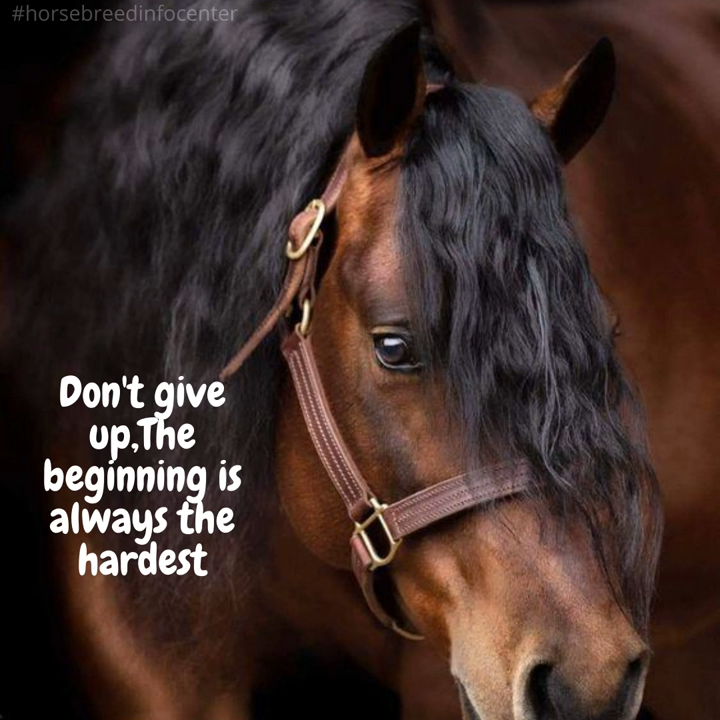 #horsebreedinfocenter
Don't give
up,The
beginning is
always the
hardest